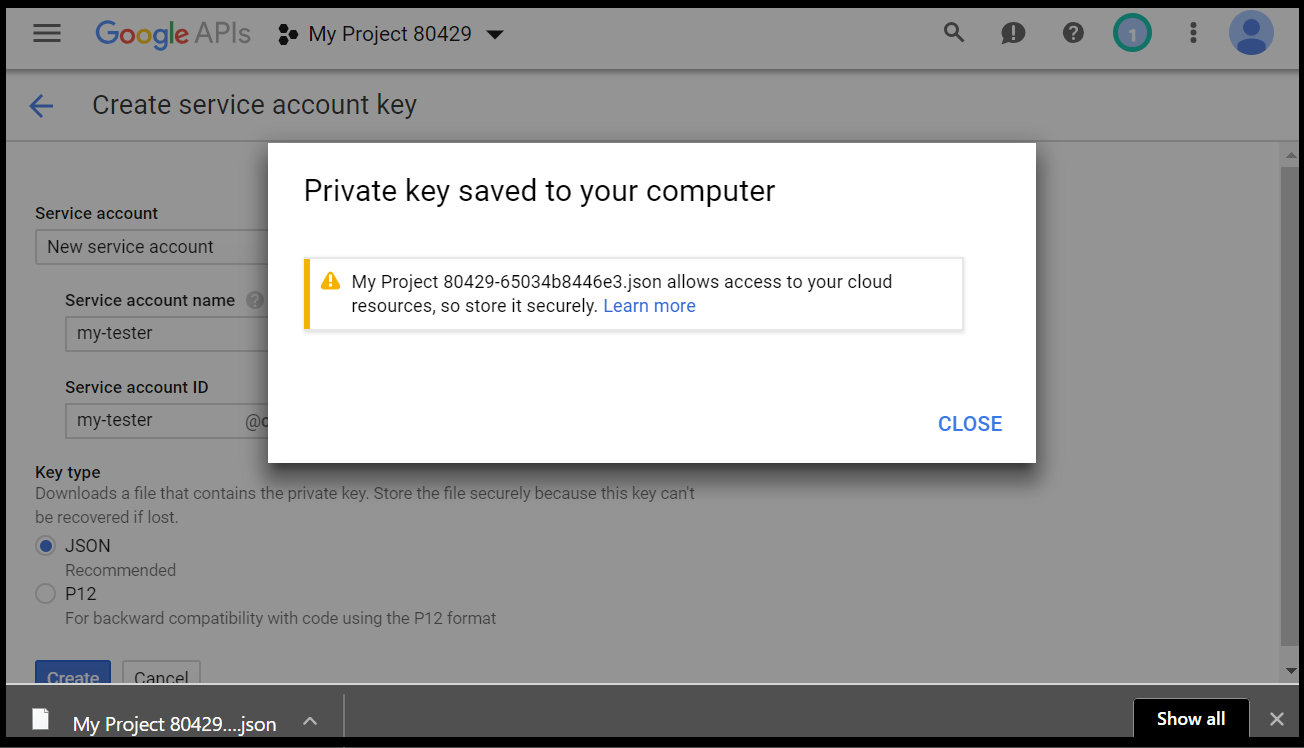 Google APIs My Project 80429
1
Create service account key
Private key saved to your computer
My Project 80429-65034b8446e3.json allows access to your cloud
resources, so store it securely. Learn more
CLOSE
Service account
New service account
Service account name ?
my-tester
Service account ID
my-tester @
Key type
Downloads a file that contains the private key. Store the file securely because this key can't
be recovered if lost.
JSON
Recommended
P12
For backward compatibility with code using the P12 format
Create Cancel
My Project 80429....json
Show all